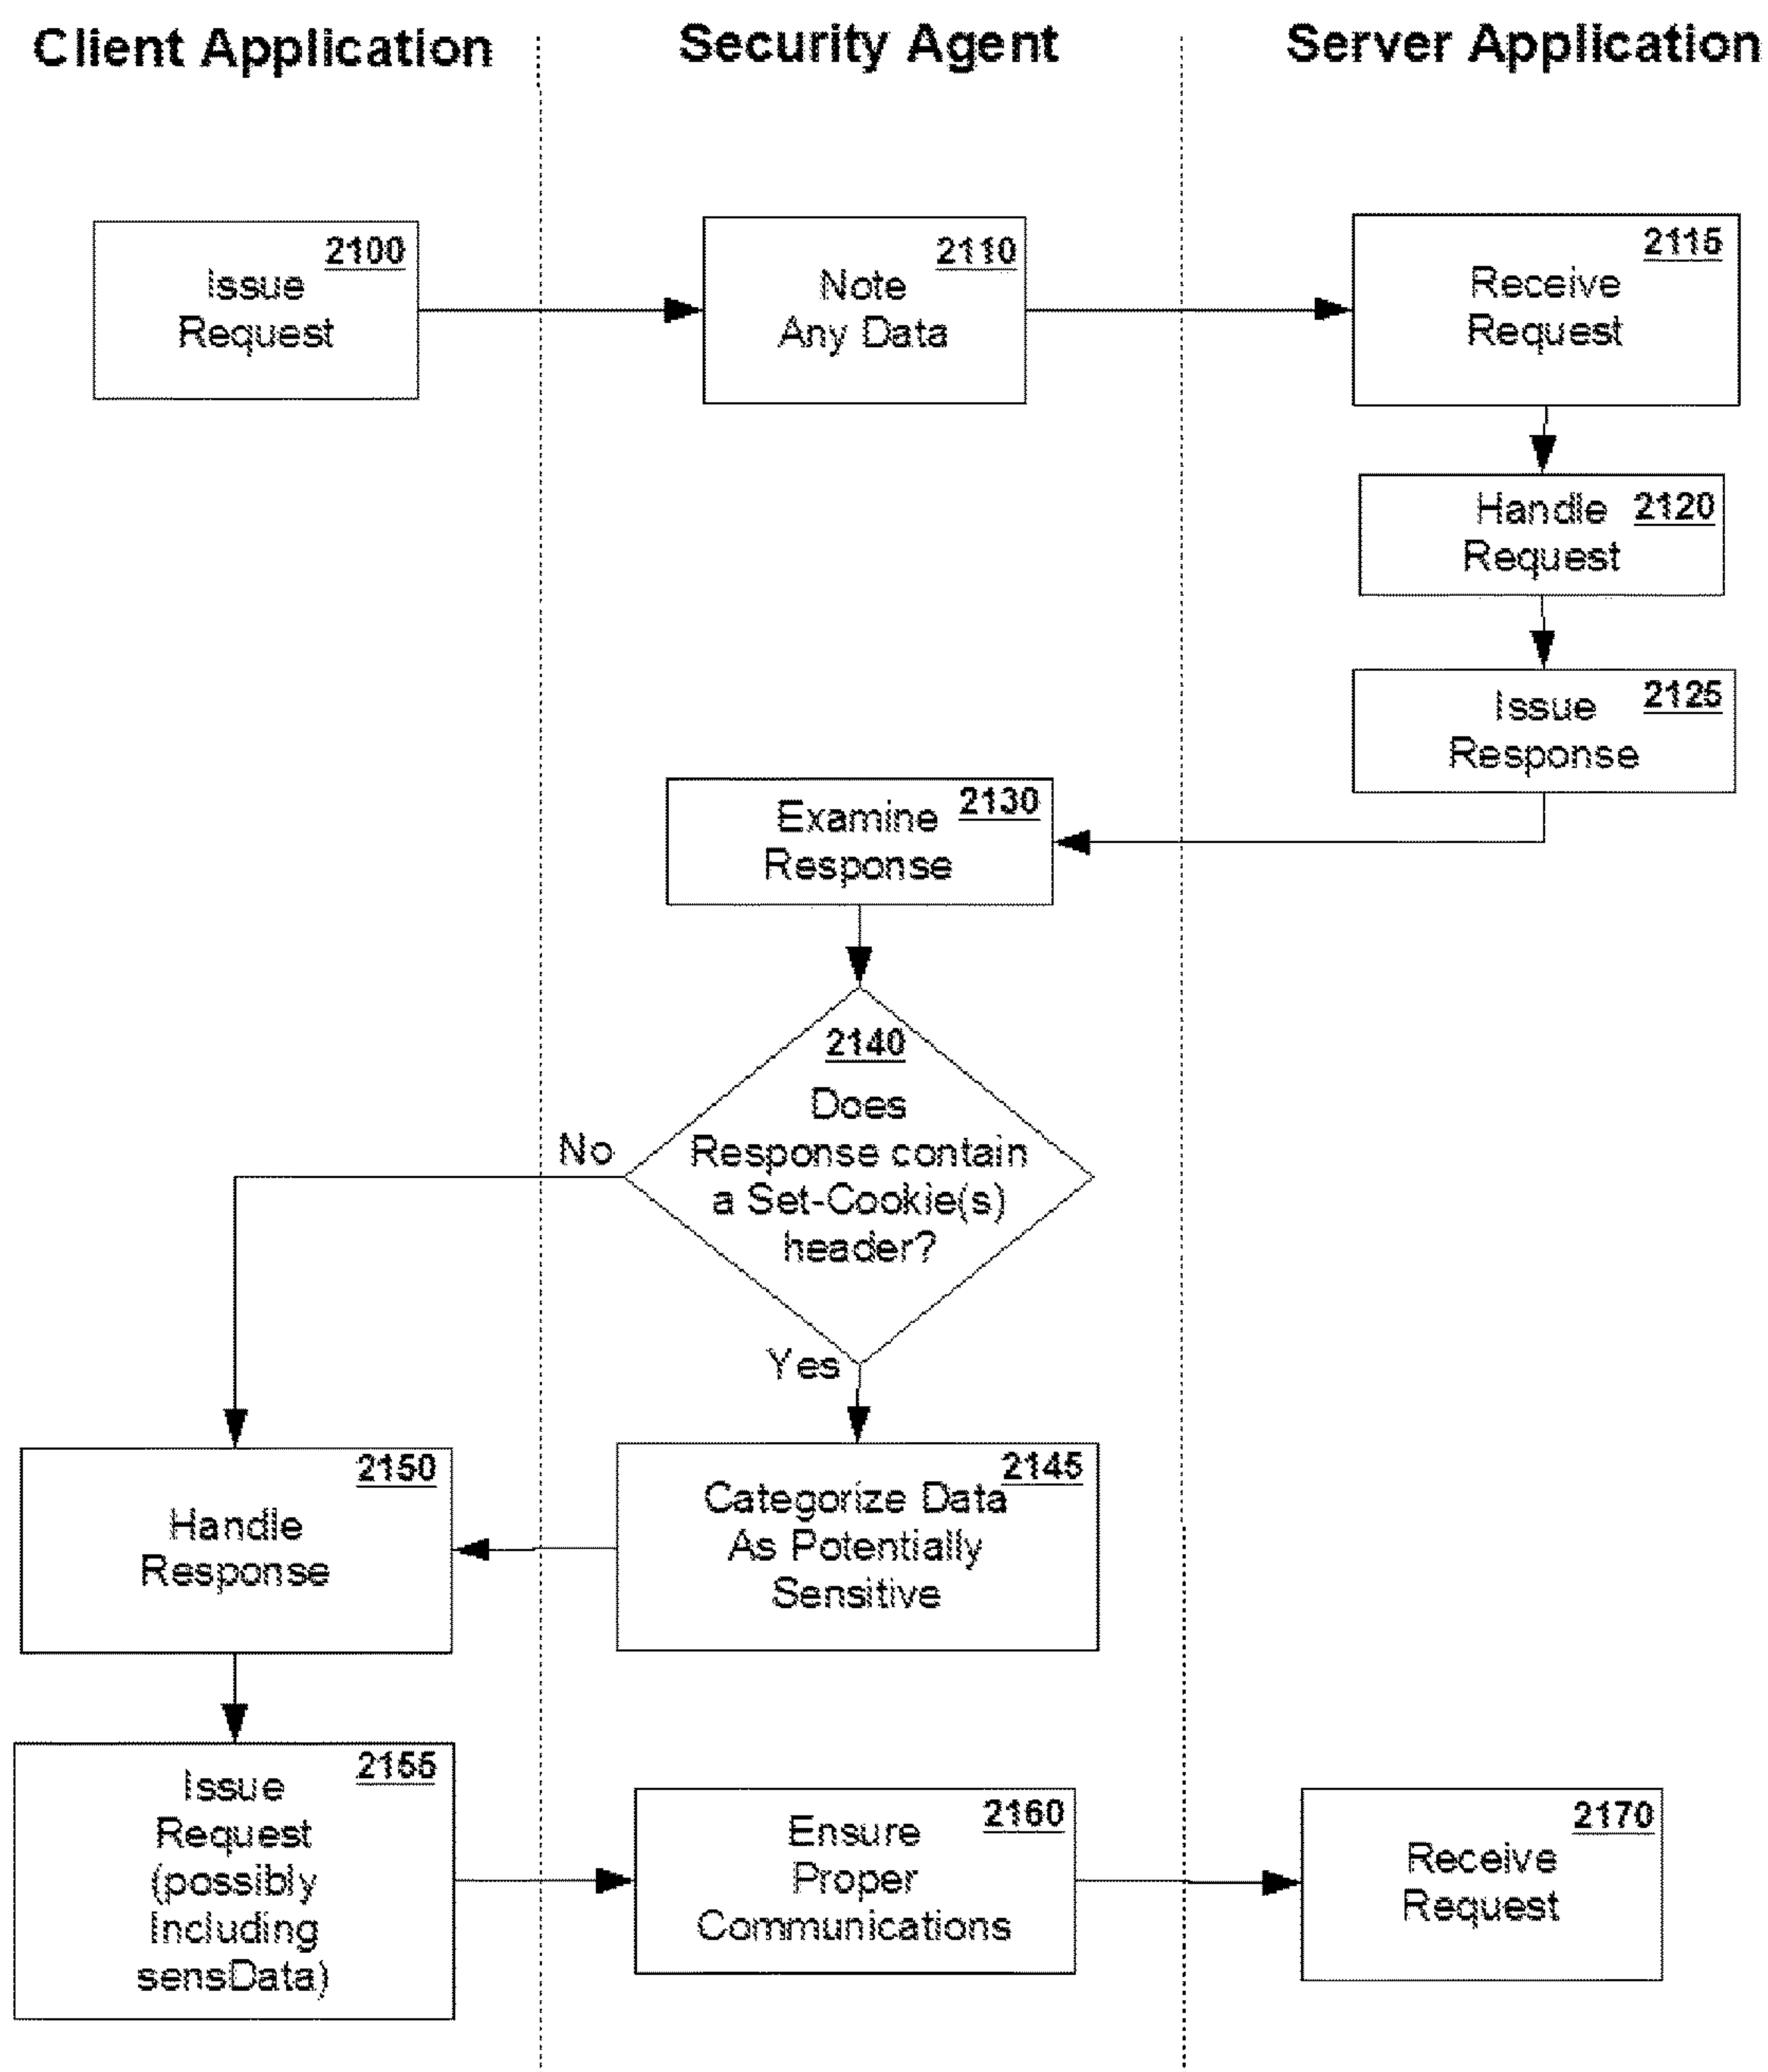 Client Application
Security Agent
Server Application
2100
Issue
Request
2110
Note
Any Data
2115
Receive
Request
2120
Handle
Request
2125
Issue
Response
2130
Examine
Response
2140
Does
Response contain
a Set-Cookie(s)
header?
No
Yes
2145
Categorize Data
As Potentially
Sensitive
2150
Handle
Response
2155
Issue
Request
(possibly
Including
sensData)
2160
Ensure
Proper
Communications
2170
Receive
Request